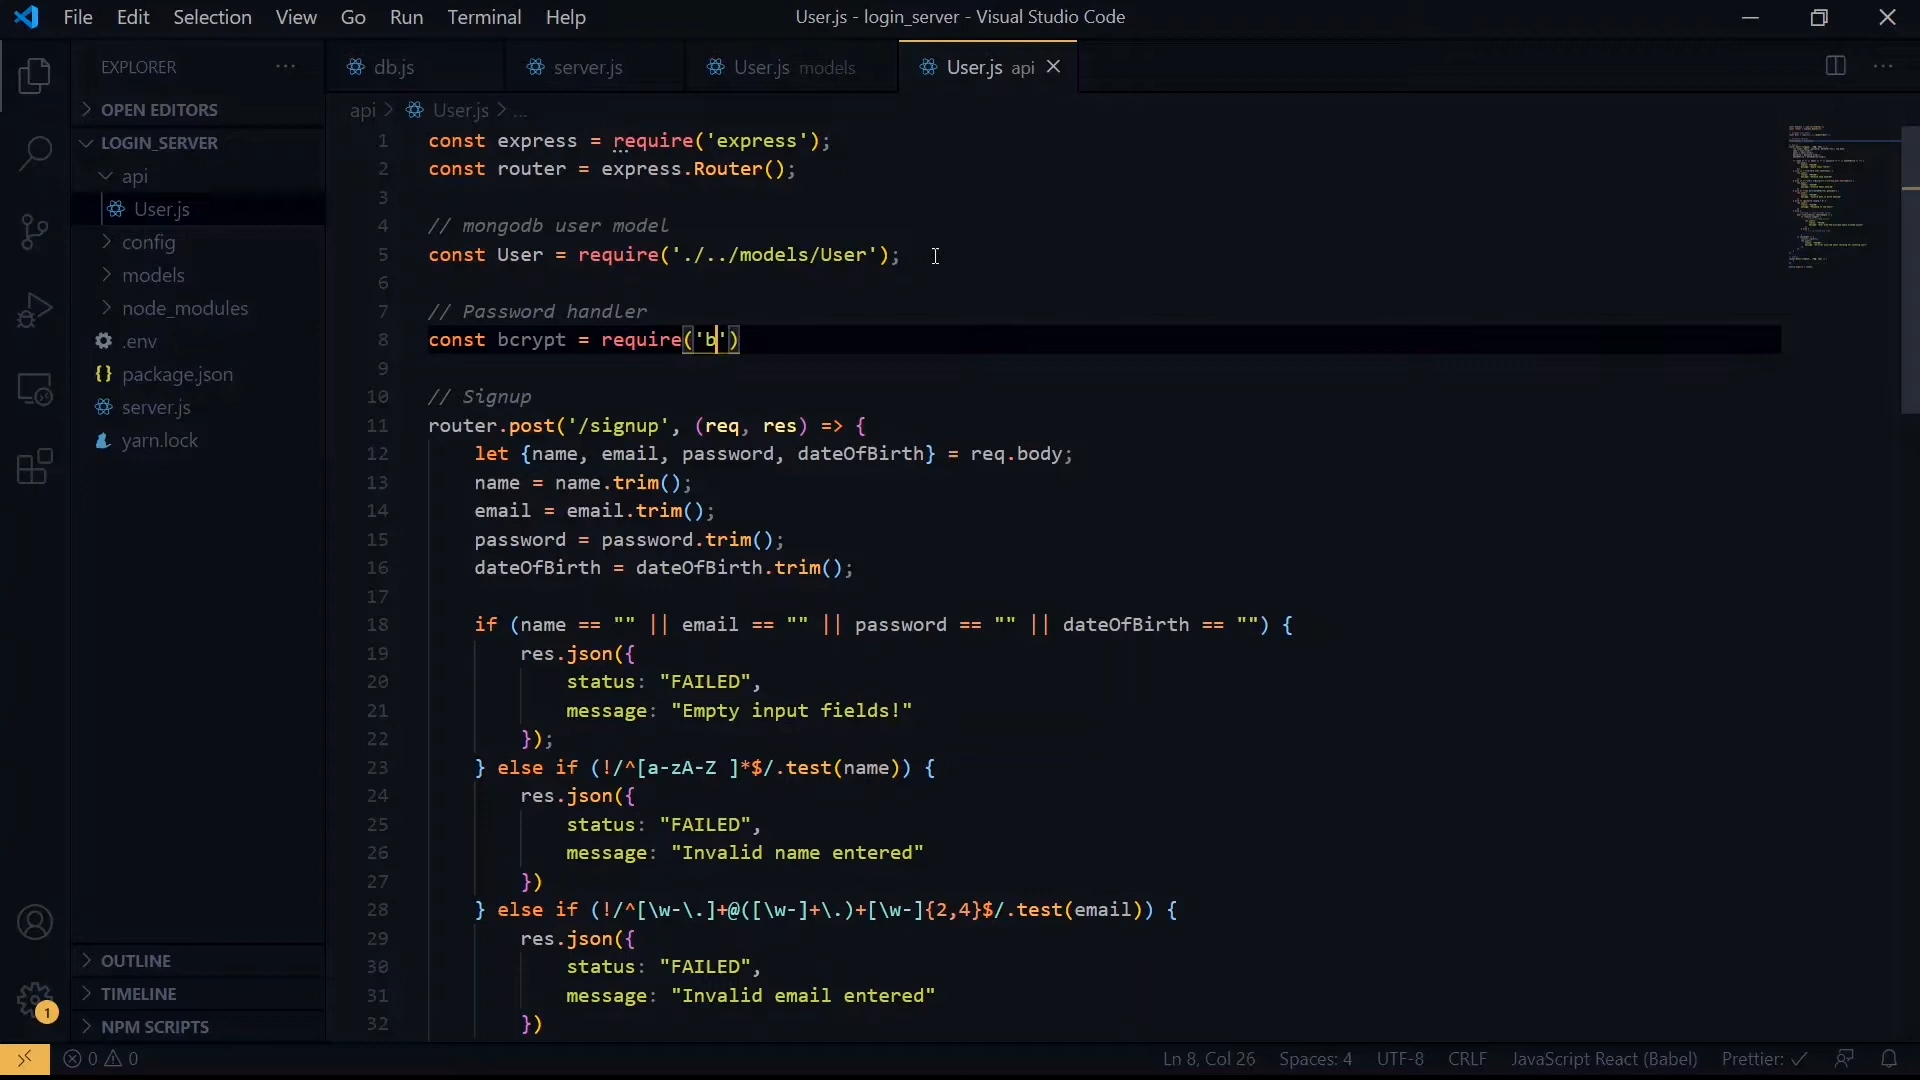 File Edit Selection View Go Run Terminal Help
User.js - login_server - Visual Studio Code
EXPLORER ···
db.js
server.js
User.js models
User.js api
OPEN EDITORS
LOGIN_SERVER
api
User.js
config
models
node_modules
.env
package.json
server.js
yarn.lock
OUTLINE
TIMELINE
NPM SCRIPTS
1
api > User.js > ...
1 const express = require('express');
2 const router = express.Router();
3
4 // mongodb user model
5 const User = require('./../models/User');
6
7 // Password handler
8 const bcrypt = require('b')
9
10 // Signup
11 router.post('/signup', (req, res) => {
12 let {name, email, password, dateOfBirth} = req.body;
13 name = name.trim();
14 email = email.trim();
15 password = password.trim();
16 dateOfBirth = dateOfBirth.trim();
17
18 if (name == "" || email == "" || password == "" || dateOfBirth == "") {
19 res.json({
20 status: "FAILED",
21 message: "Empty input fields!"
22 });
23 } else if (!/^[a-zA-Z ]*$/.test(name)) {
24 res.json({
25 status: "FAILED",
26 message: "Invalid name entered"
27 })
28 } else if (!/^[\w-\.]+@([\w-]+\.)+[\w-]{2,4}$/.test(email)) {
29 res.json({
30 status: "FAILED",
31 message: "Invalid email entered"
32 })
0 0 Ln 8, Col 26 Spaces: 4 UTF-8 CRLF JavaScript React (Babel) Prettier: ✓